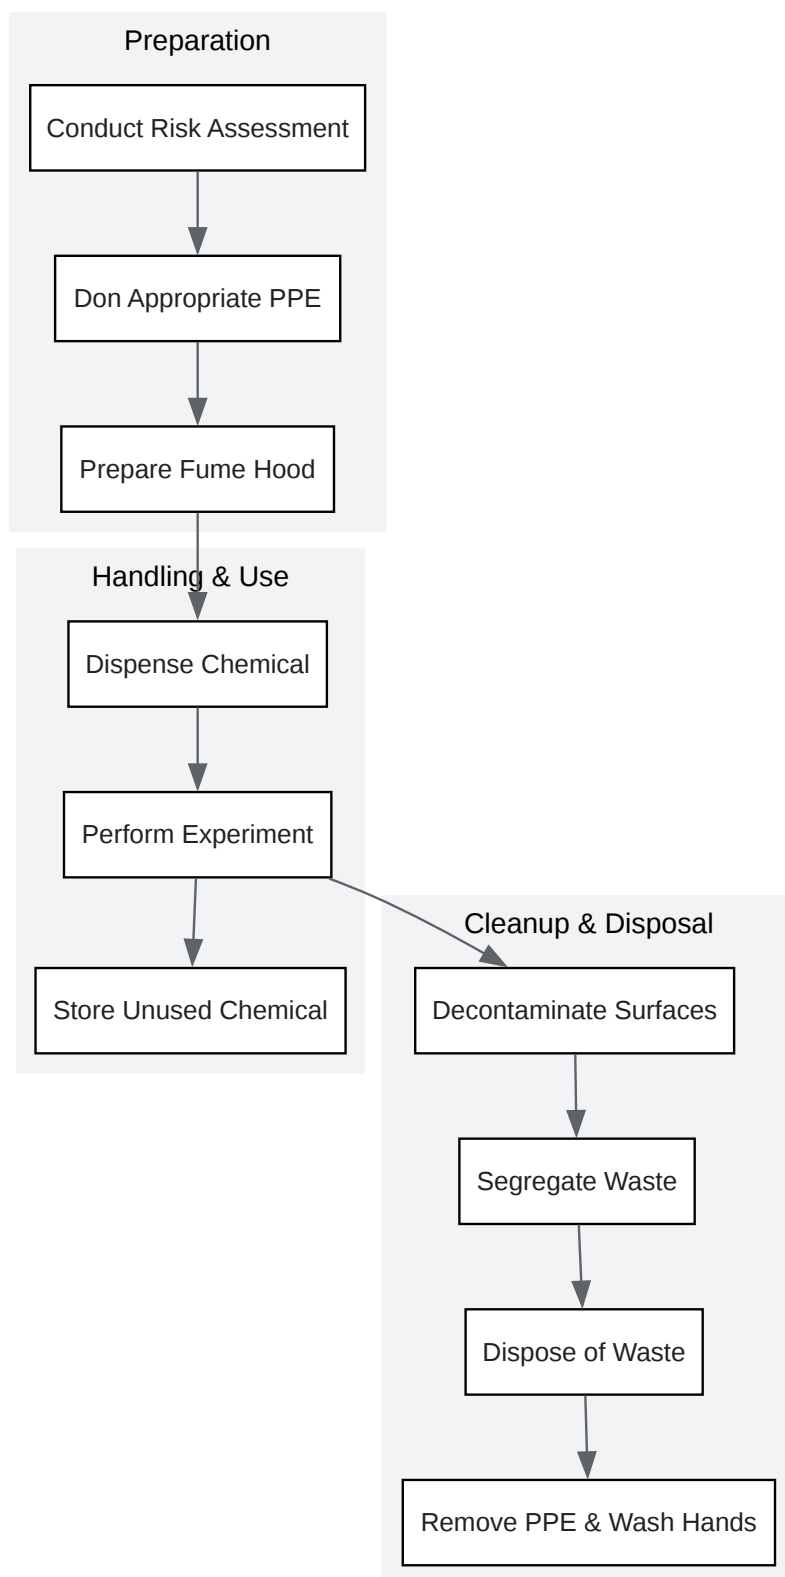 Preparation
Conduct Risk Assessment
Don Appropriate PPE
Prepare Fume Hood
Handling & Use
Dispense Chemical
Perform Experiment
Store Unused Chemical
Cleanup & Disposal
Decontaminate Surfaces
Segregate Waste
Dispose of Waste
Remove PPE & Wash Hands